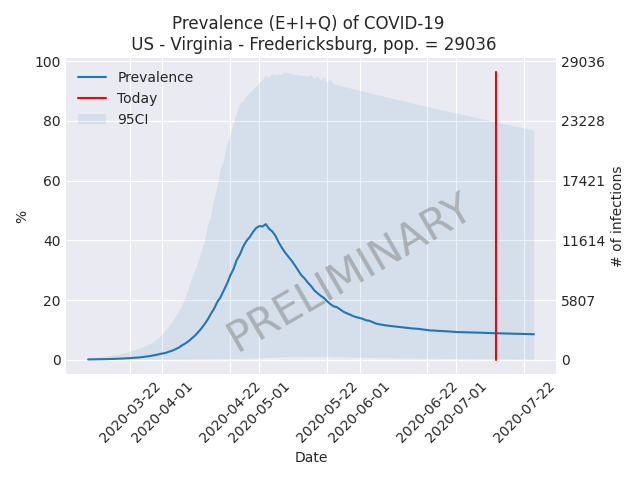 Prevalence (E+I+Q) of COVID-19
US - Virginia - Fredericksburg, pop. = 29036
100
80
60
40
20
0
%
Prevalence
Today
95CI
PRELIMINARY
29036
23228
17421
11614
5807
0
# of infections
2020-03-22
2020-04-01
2020-04-22
2020-05-01
2020-05-22
2020-06-01
2020-06-22
2020-07-01
2020-07-22
Date